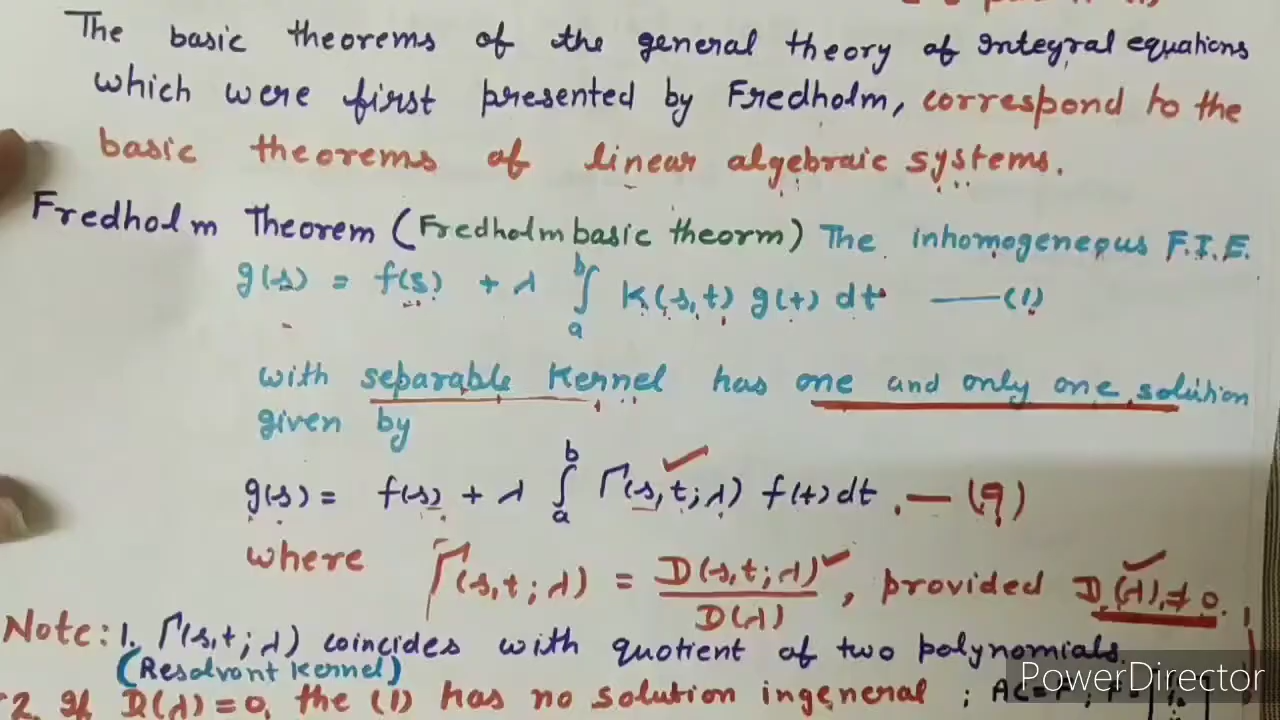 The basic theorems of the general theory of Integral equations
which were first presented by Fredholm, correspond to the
basic theorems of linear algebraic systems.
Fredholm Theorem (Fredholm basic theorm) The inhomogeneous F.I.E.
g(s) = f(s) + λ ∫ₐᵇ K(s,t) g(t) dt —(1)
with separable Kernel has one and only one solution
given by
g(s) = f(s) + λ ∫ₐᵇ Γ(s,t;λ) f(t) dt. — (9)
where Γ(s,t;λ) = D(s,t;λ) / D(λ), provided D(λ) ≠ 0.
Note: 1. Γ(s,t;λ) coincides with quotient of two polynomials.
(Resolvont kernel)
PowerDirector
2. If D(λ)=0, the (1) has no solution ingeneral ;